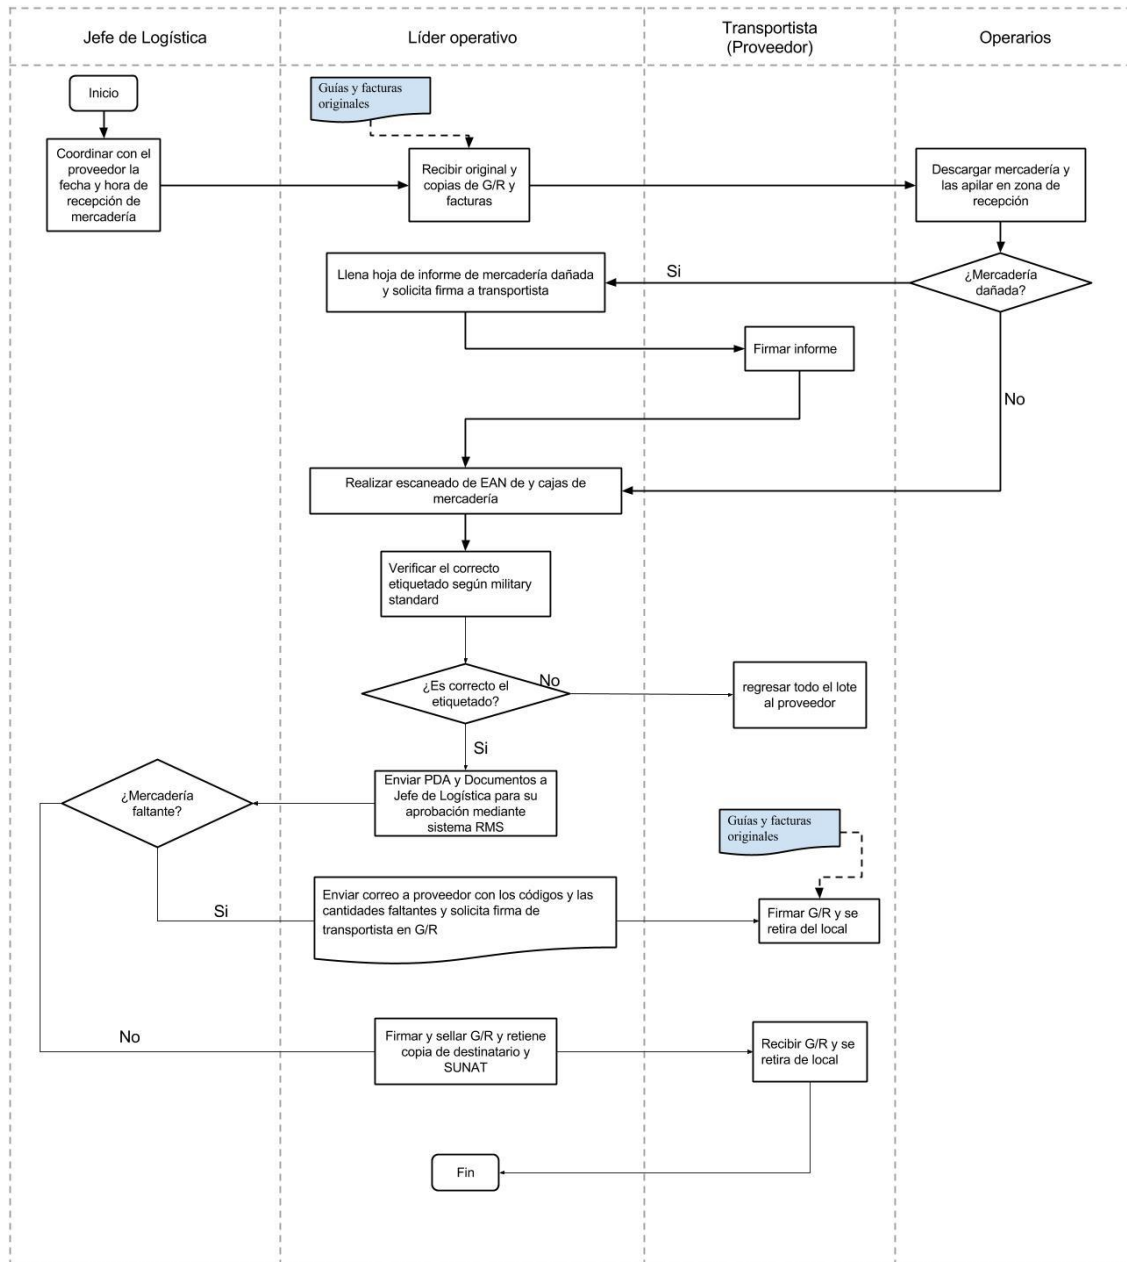 Jefe de Logística
Líder operativo
Transportista
(Proveedor)
Operarios
Inicio
Guías y facturas
originales
Coordinar con el
proveedor la
fecha y hora de
recepción de
mercadería
Recibir original y
copias de G/R y
facturas
Descargar mercadería y
las apilar en zona de
recepción
Llena hoja de informe de mercadería dañada
y solicita firma a transportista
Si
¿Mercadería
dañada?
Firmar informe
No
Realizar escaneado de EAN de y cajas de
mercadería
Verificar el correcto
etiquetado según military
standard
¿Es correcto el
etiquetado?
No
regresar todo el lote
al proveedor
Si
¿Mercadería
faltante?
Enviar PDA y Documentos a
Jefe de Logística para su
aprobación mediante
sistema RMS
Guías y facturas
originales
Si
Enviar correo a proveedor con los códigos y las
cantidades faltantes y solicita firma de
transportista en G/R
Firmar G/R y se
retira del local
No
Firmar y sellar G/R y retiene
copia de destinatario y
SUNAT
Recibir G/R y se
retira de local
Fin